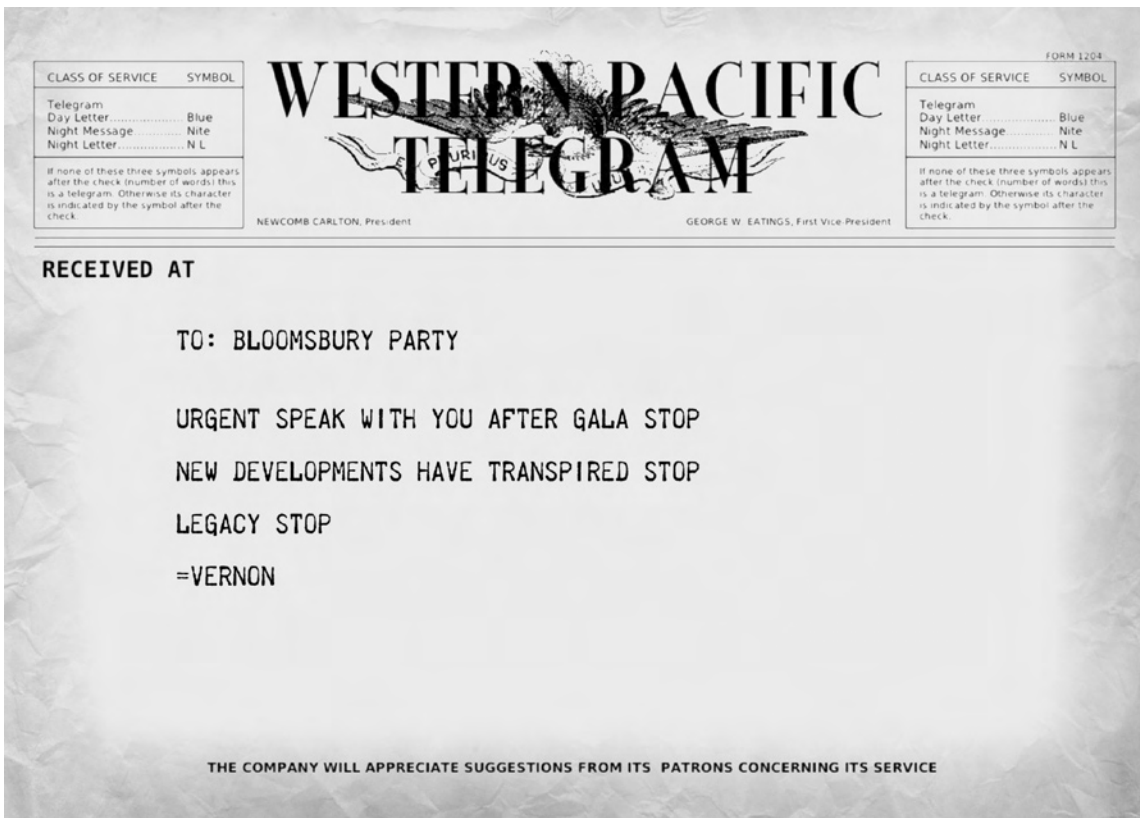 FORM 1204
CLASS OF SERVICE SYMBOL
Telegram
Day Letter................... Blue
Night Message............ Nite
Night Letter................. N L
If none of these three symbols appears
after the check (number of words) this
is a telegram. Otherwise its character
is indicated by the symbol after the
check.
WESTERN PACIFIC
TELEGRAM
E PLURIBUS
NEWCOMB CARLTON, President
GEORGE W. EATINGS, First Vice-President
CLASS OF SERVICE SYMBOL
Telegram
Day Letter................... Blue
Night Message............ Nite
Night Letter................. N L
If none of these three symbols appears
after the check (number of words) this
is a telegram. Otherwise its character
is indicated by the symbol after the
check.
RECEIVED AT
TO: BLOOMSBURY PARTY
URGENT SPEAK WITH YOU AFTER GALA STOP
NEW DEVELOPMENTS HAVE TRANSPIRED STOP
LEGACY STOP
=VERNON
THE COMPANY WILL APPRECIATE SUGGESTIONS FROM ITS PATRONS CONCERNING ITS SERVICE